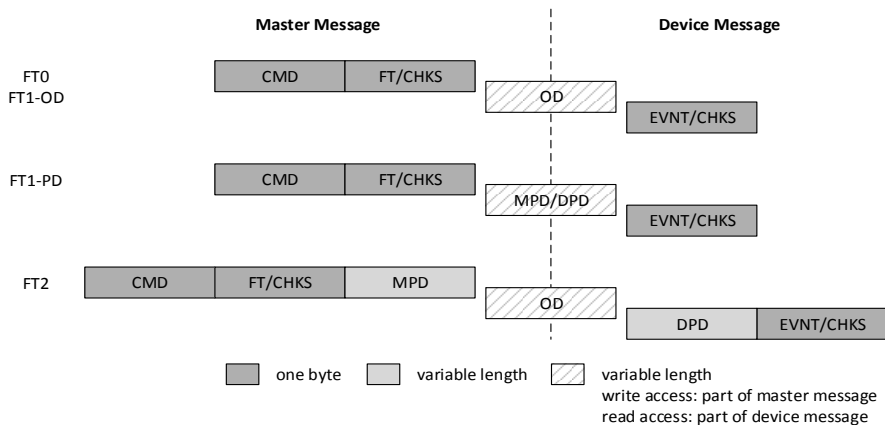 Master Message
Device Message
FT0
FT1-OD
CMD
FT/CHKS
OD
EVNT/CHKS
FT1-PD
CMD
FT/CHKS
MPD/DPD
EVNT/CHKS
FT2
CMD
FT/CHKS
MPD
OD
DPD
EVNT/CHKS
one byte
variable length
variable length
write access: part of master message
read access: part of device message